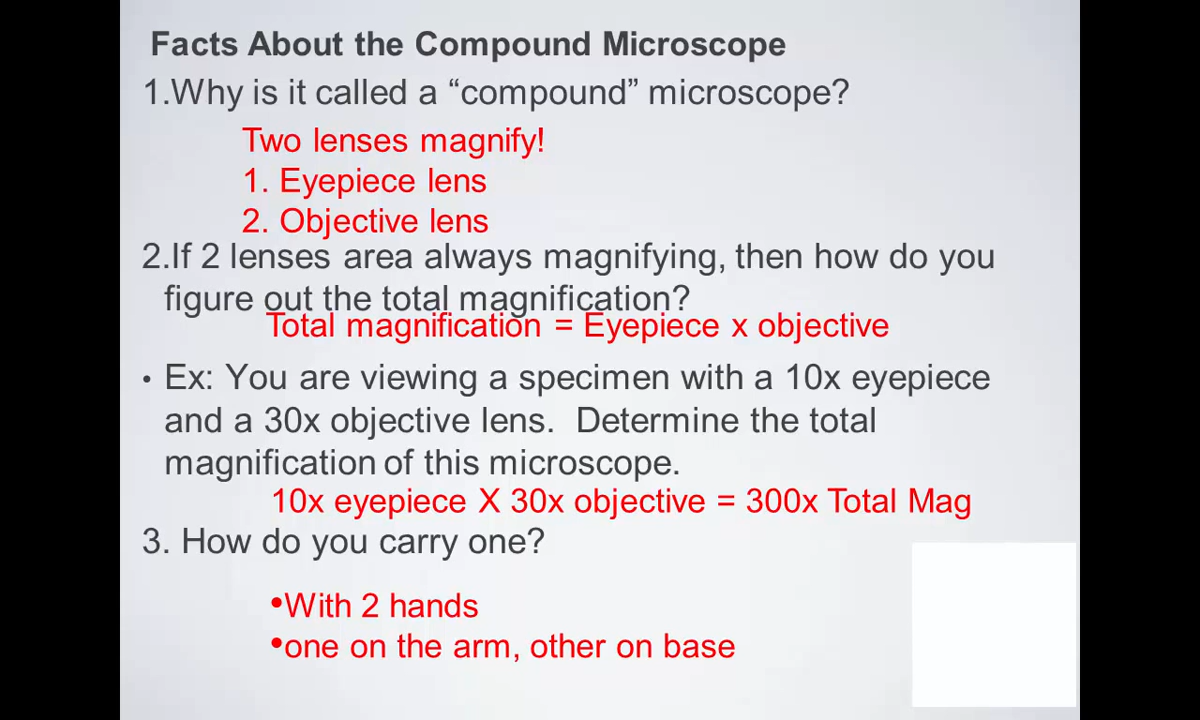 Facts About the Compound Microscope
1.Why is it called a “compound” microscope?
Two lenses magnify!
1. Eyepiece lens
2. Objective lens
2.If 2 lenses area always magnifying, then how do you
figure out the total magnification?
Total magnification = Eyepiece x objective
• Ex: You are viewing a specimen with a 10x eyepiece
and a 30x objective lens. Determine the total
magnification of this microscope.
10x eyepiece X 30x objective = 300x Total Mag
3. How do you carry one?
•With 2 hands
•one on the arm, other on base